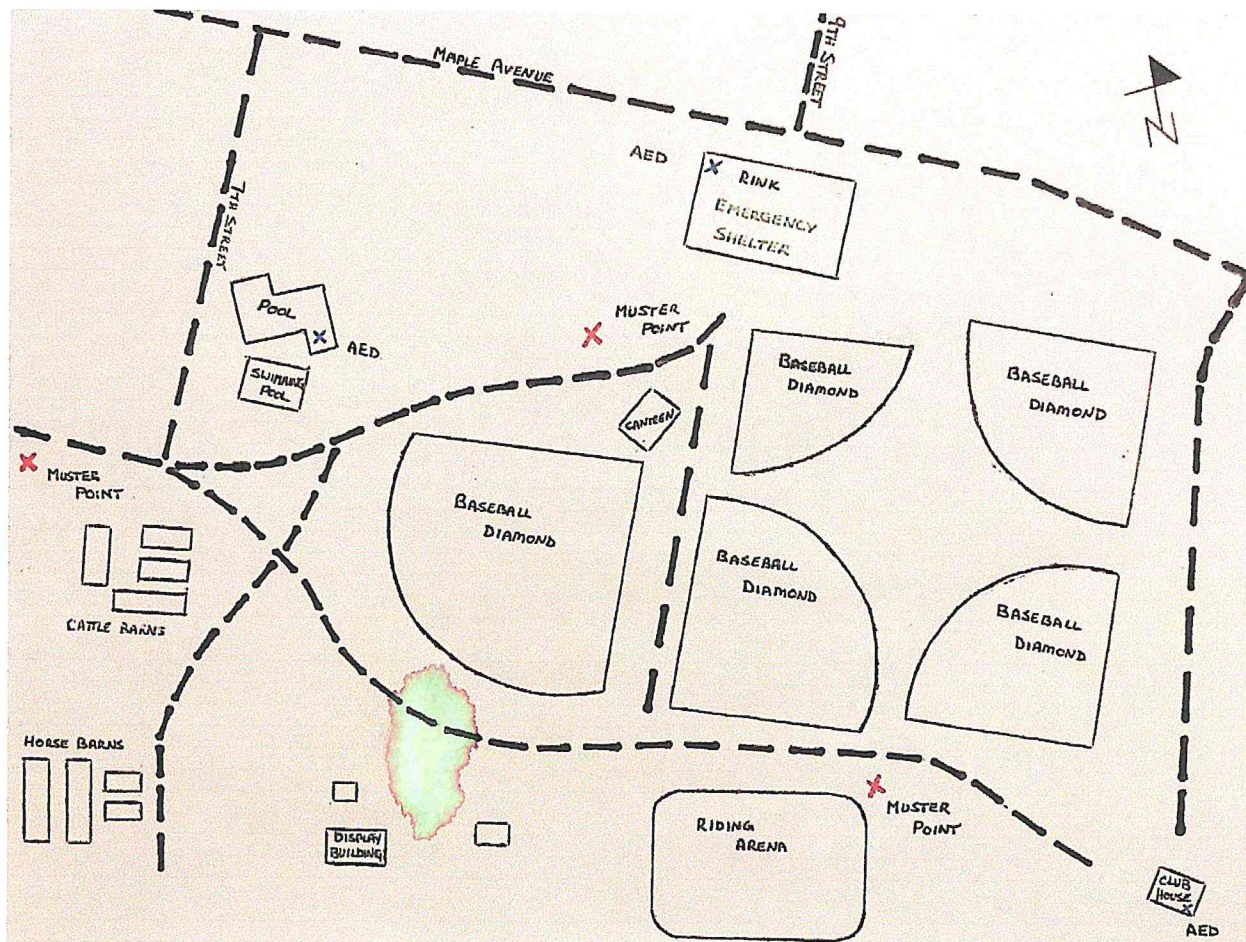 MAPLE AVENUE
9TH STREET
N
7TH STREET
AED
RINK
EMERGENCY
SHELTER
POOL
AED
SWIMMING
POOL
MUSTER
POINT
CANTEEN
BASEBALL
DIAMOND
BASEBALL
DIAMOND
MUSTER
POINT
BASEBALL
DIAMOND
BASEBALL
DIAMOND
BASEBALL
DIAMOND
CATTLE BARNS
HORSE BARNS
DISPLAY
BUILDING
RIDING
ARENA
MUSTER
POINT
CLUB
HOUSE
AED